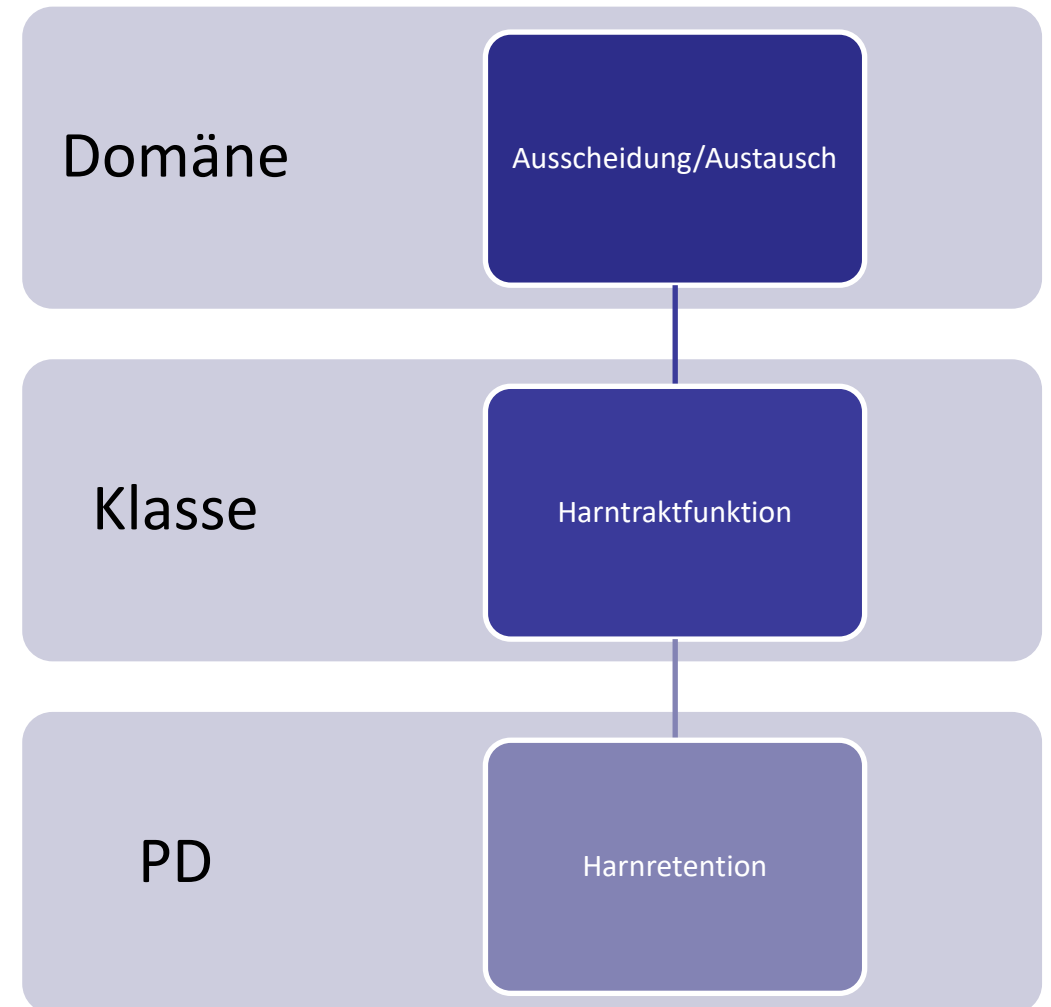 Domäne
Ausscheidung/Austausch
Klasse
Harntraktfunktion
PD
Harnretention